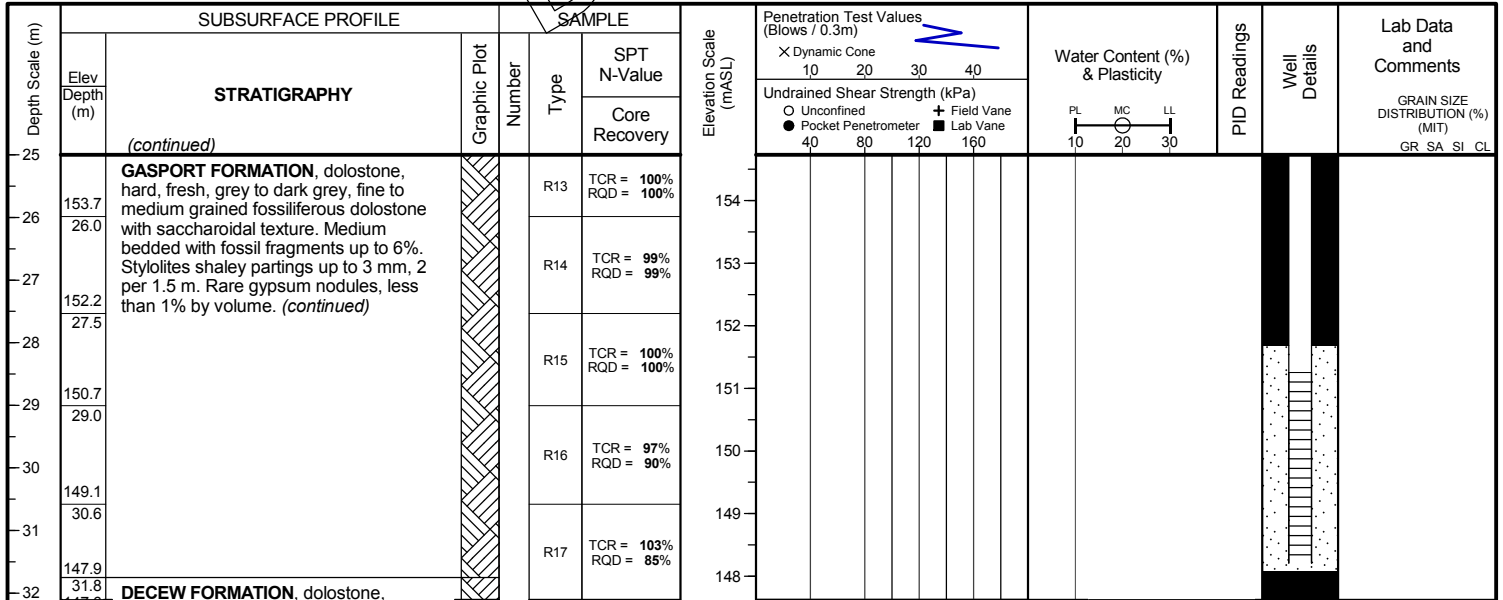 SUBSURFACE PROFILE
SAMPLE
Depth Scale (m)
Elev
Depth
(m)
STRATIGRAPHY
(continued)
Graphic Plot
Number
Type
SPT
N-Value
Core
Recovery
Elevation Scale
(mASL)
Penetration Test Values
(Blows / 0.3m)
× Dynamic Cone
10 20 30 40
Undrained Shear Strength (kPa)
Unconfined
+ Field Vane
Pocket Penetrometer
Lab Vane
40 80 120 160
Water Content (%)
& Plasticity
PL MC LL
10 20 30
PID Readings
Well
Details
Lab Data
and
Comments
GRAIN SIZE
DISTRIBUTION (%)
(MIT)
GR SA SI CL
25
26
27
28
29
30
31
32
153.7
26.0
152.2
27.5
150.7
29.0
149.1
30.6
147.9
31.8
GASPORT FORMATION, dolostone,
hard, fresh, grey to dark grey, fine to
medium grained fossiliferous dolostone
with saccharoidal texture. Medium
bedded with fossil fragments up to 6%.
Stylolites shaley partings up to 3 mm, 2
per 1.5 m. Rare gypsum nodules, less
than 1% by volume. (continued)
DECEW FORMATION, dolostone,
R13
TCR = 100%
RQD = 100%
R14
TCR = 99%
RQD = 99%
R15
TCR = 100%
RQD = 100%
R16
TCR = 97%
RQD = 90%
R17
TCR = 103%
RQD = 85%
154
153
152
151
150
149
148